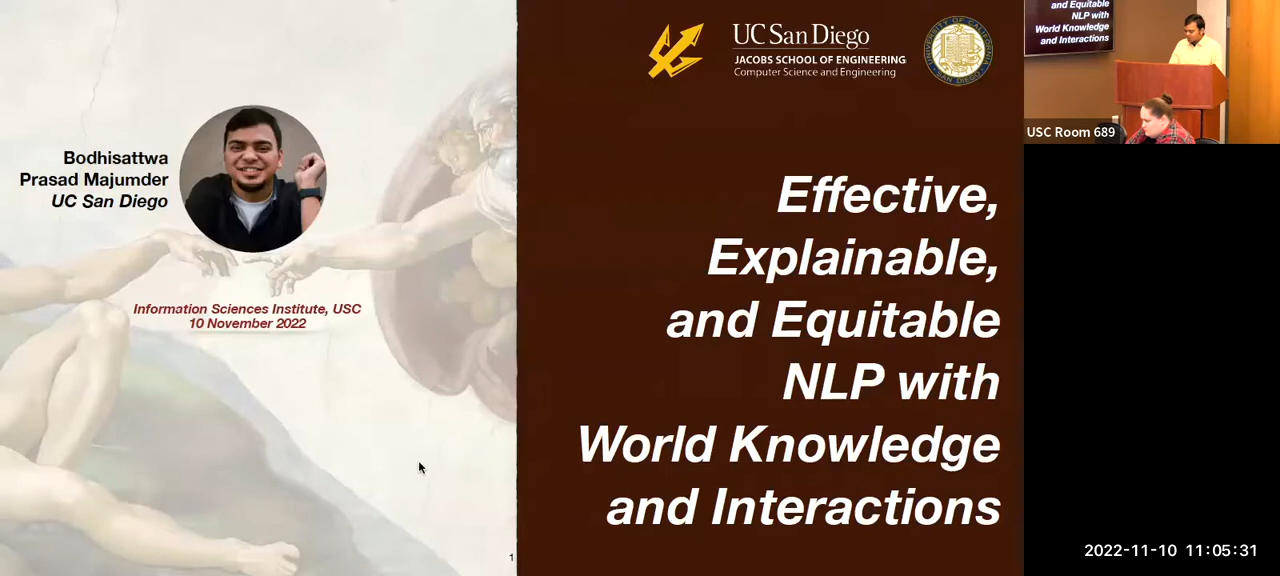 Bodhisattwa
Prasad Majumder
UC San Diego
Information Sciences Institute, USC
10 November 2022
UC San Diego
JACOBS SCHOOL OF ENGINEERING
Computer Science and Engineering
Effective,
Explainable,
and Equitable
NLP with
World Knowledge
and Interactions
1
and Equitable
NLP with
World Knowledge
and Interactions
USC Room 689
2022-11-10 11:05:31